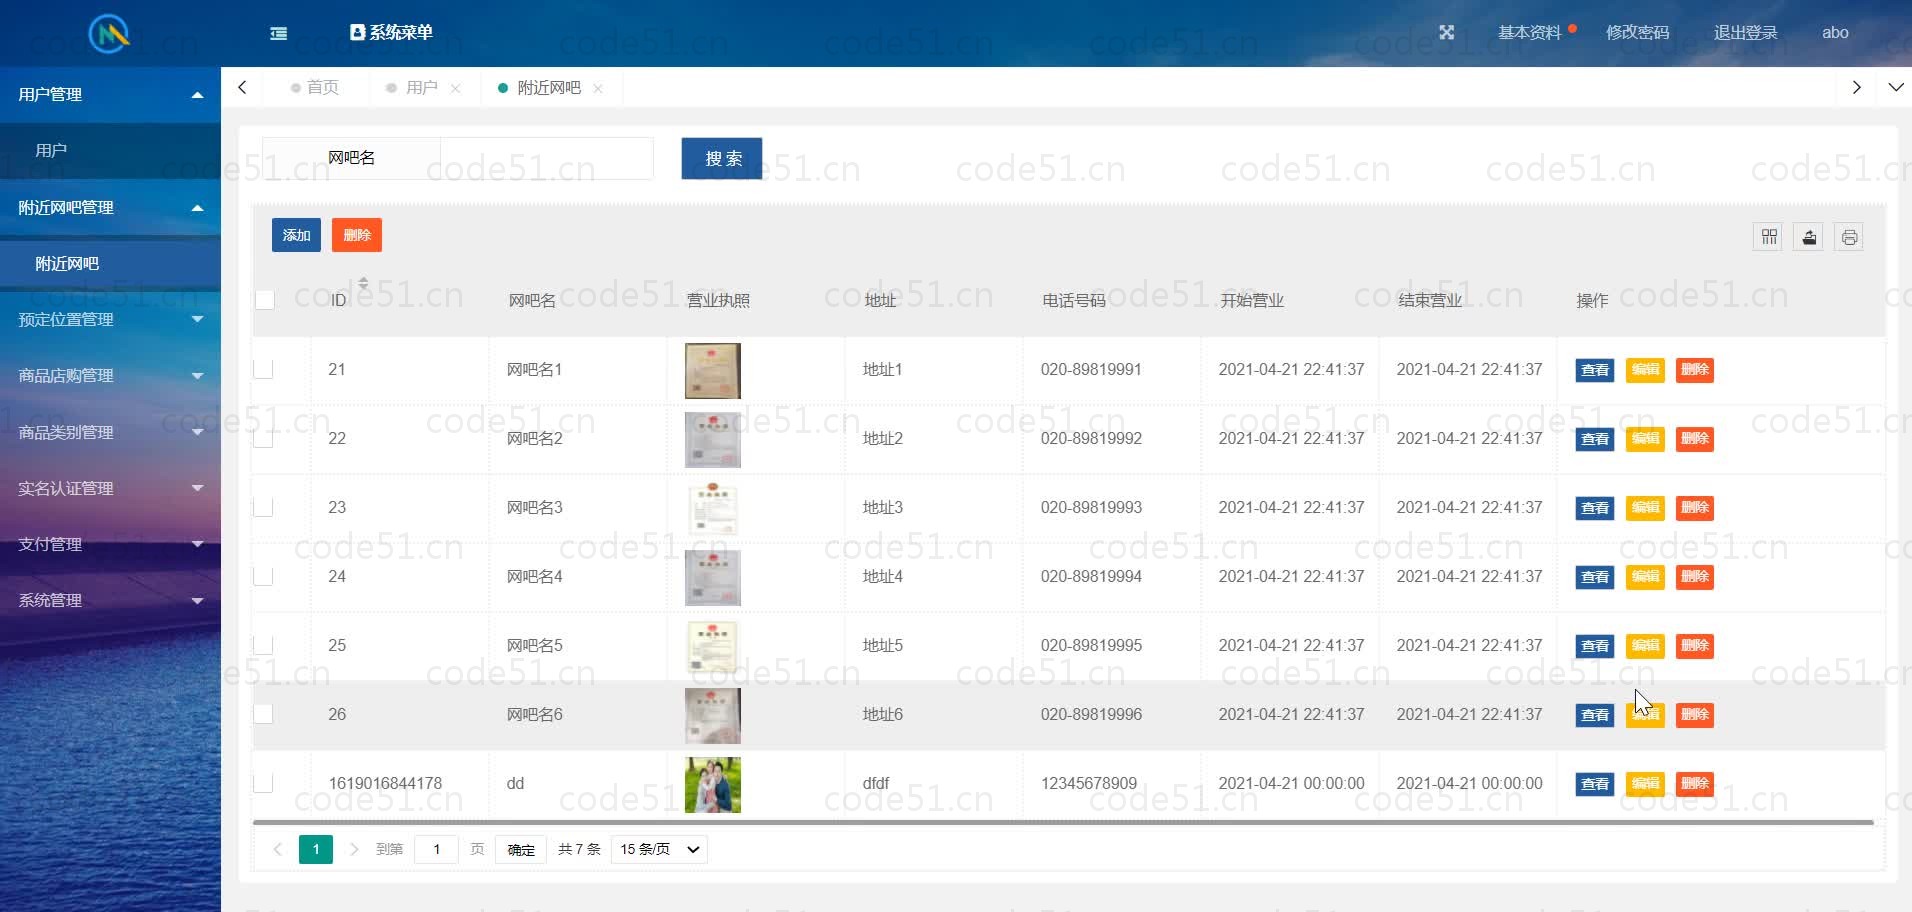 系统菜单
基本资料
修改密码
退出登录
abo
用户管理
用户
附近网吧管理
附近网吧
预定位置管理
商品店购管理
商品类别管理
实名认证管理
支付管理
系统管理
首页
用户
附近网吧
网吧名
搜 索
添加
删除
ID 网吧名 营业执照 地址 电话号码 开始营业 结束营业 操作
21 网吧名1 地址1 020-89819991 2021-04-21 22:41:37 2021-04-21 22:41:37 查看 编辑 删除
22 网吧名2 地址2 020-89819992 2021-04-21 22:41:37 2021-04-21 22:41:37 查看 编辑 删除
23 网吧名3 地址3 020-89819993 2021-04-21 22:41:37 2021-04-21 22:41:37 查看 编辑 删除
24 网吧名4 地址4 020-89819994 2021-04-21 22:41:37 2021-04-21 22:41:37 查看 编辑 删除
25 网吧名5 地址5 020-89819995 2021-04-21 22:41:37 2021-04-21 22:41:37 查看 编辑 删除
26 网吧名6 地址6 020-89819996 2021-04-21 22:41:37 2021-04-21 22:41:37 查看 编辑 删除
1619016844178 dd dfdf 12345678909 2021-04-21 00:00:00 2021-04-21 00:00:00 查看 编辑 删除
1 到第 1 页 确定 共 7 条 15 条/页
code51.cn